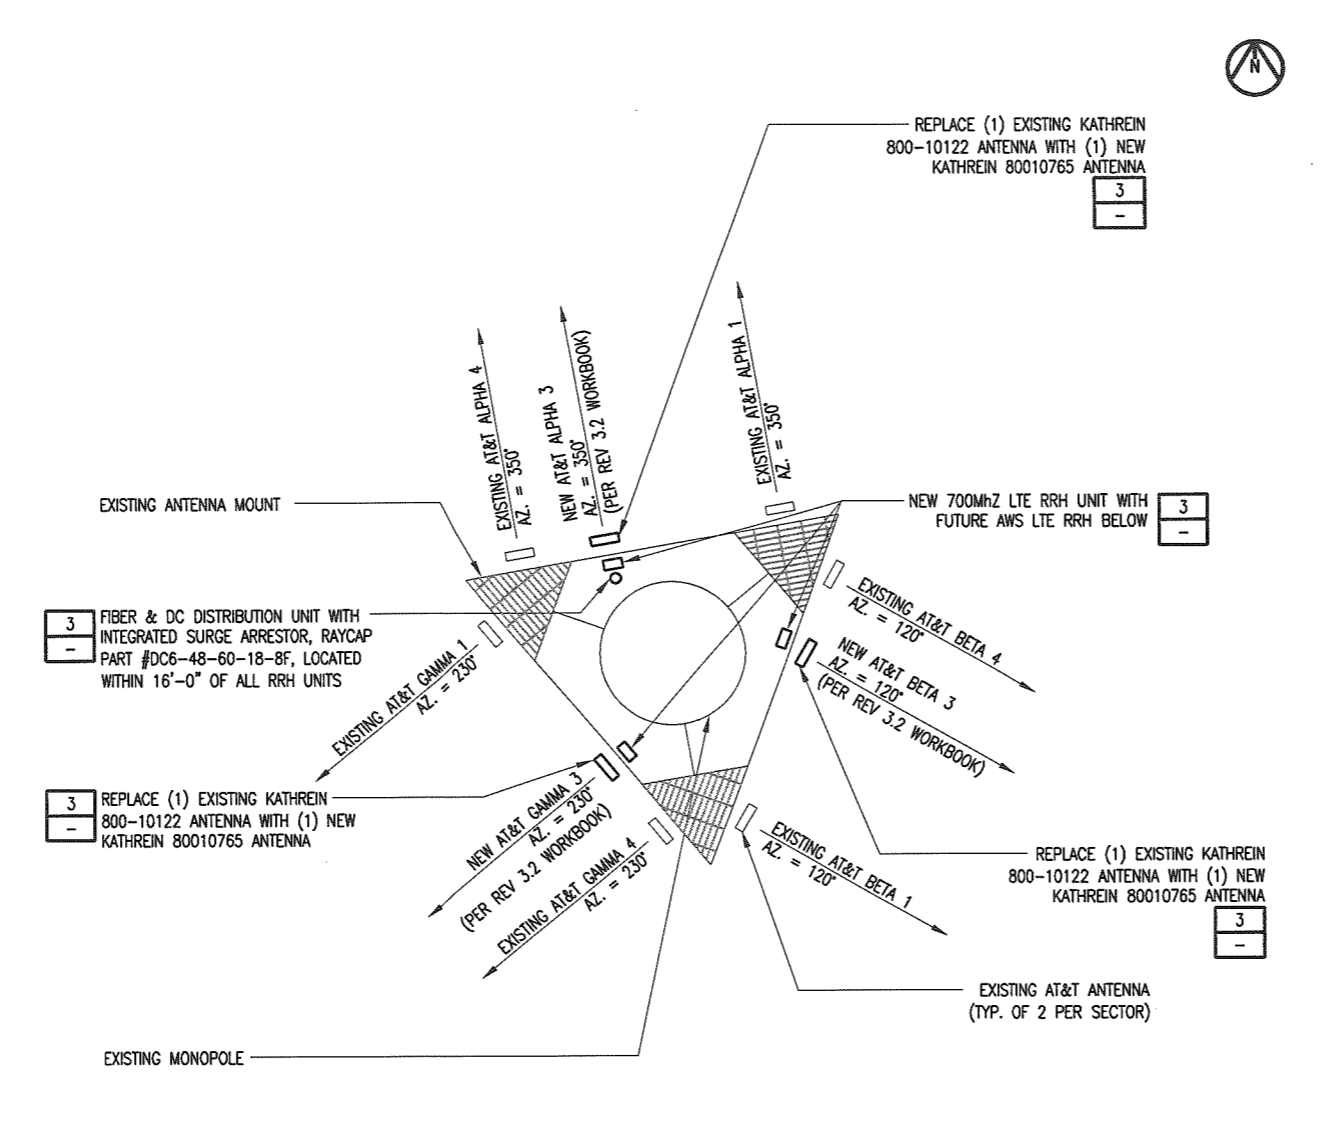 N
REPLACE (1) EXISTING KATHREIN
800-10122 ANTENNA WITH (1) NEW
KATHREIN 80010765 ANTENNA
3
-
EXISTING AT&T ALPHA 4
AZ. = 350°
NEW AT&T ALPHA 3
AZ. = 350°
(PER REV 3.2 WORKBOOK)
EXISTING AT&T ALPHA 1
AZ. = 350°
EXISTING ANTENNA MOUNT
NEW 700MhZ LTE RRH UNIT WITH
FUTURE AWS LTE RRH BELOW
3
-
3
-
FIBER & DC DISTRIBUTION UNIT WITH
INTEGRATED SURGE ARRESTOR, RAYCAP
PART #DC6-48-60-18-8F, LOCATED
WITHIN 16'-0" OF ALL RRH UNITS
EXISTING AT&T GAMMA 1
AZ. = 230°
EXISTING AT&T BETA 4
AZ. = 120°
NEW AT&T BETA 3
AZ. = 120°
(PER REV 3.2 WORKBOOK)
3
-
REPLACE (1) EXISTING KATHREIN
800-10122 ANTENNA WITH (1) NEW
KATHREIN 80010765 ANTENNA
NEW AT&T GAMMA 3
AZ. = 230°
(PER REV 3.2 WORKBOOK)
EXISTING AT&T GAMMA 4
AZ. = 230°
EXISTING AT&T BETA 1
AZ. = 120°
REPLACE (1) EXISTING KATHREIN
800-10122 ANTENNA WITH (1) NEW
KATHREIN 80010765 ANTENNA
3
-
EXISTING AT&T ANTENNA
(TYP. OF 2 PER SECTOR)
EXISTING MONOPOLE